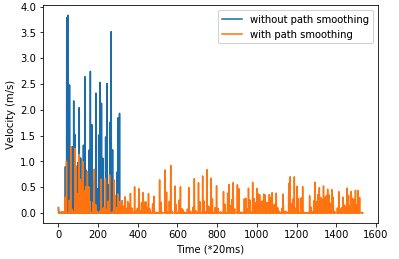 4.0
3.5
3.0
2.5
2.0
1.5
1.0
0.5
0.0
Velocity (m/s)
without path smoothing
with path smoothing
0 200 400 600 800 1000 1200 1400 1600
Time (*20ms)